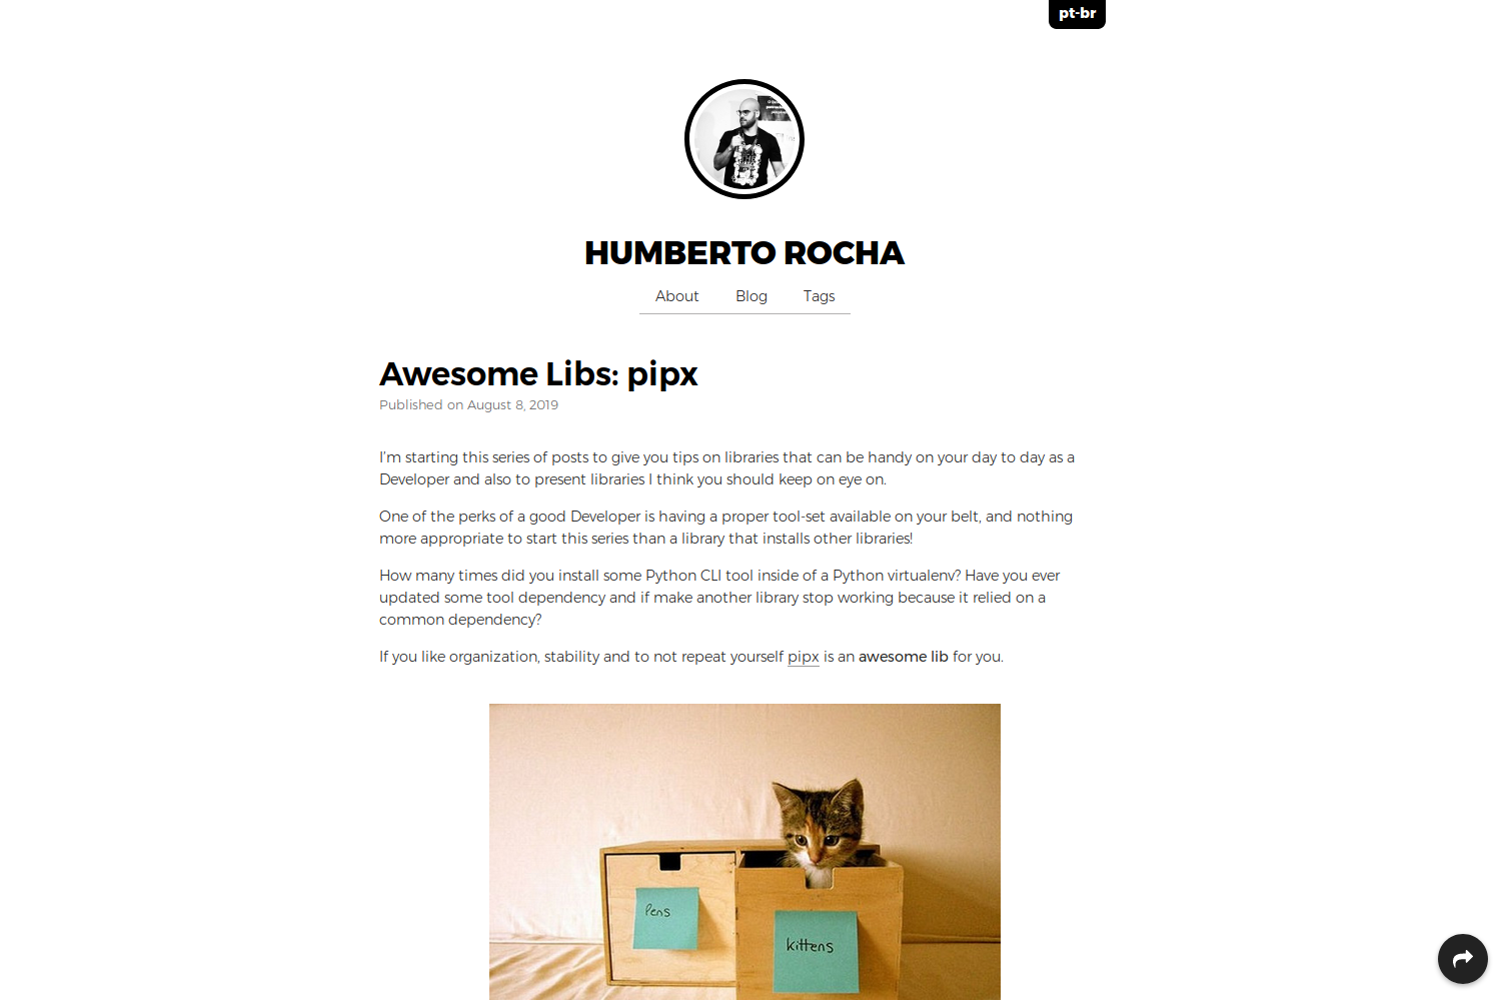 pt-br
HUMBERTO ROCHA
About Blog Tags
Awesome Libs: pipx
Published on August 8, 2019
I'm starting this series of posts to give you tips on libraries that can be handy on your day to day as a
Developer and also to present libraries I think you should keep on eye on.
One of the perks of a good Developer is having a proper tool-set available on your belt, and nothing
more appropriate to start this series than a library that installs other libraries!
How many times did you install some Python CLI tool inside of a Python virtualenv? Have you ever
updated some tool dependency and if make another library stop working because it relied on a
common dependency?
If you like organization, stability and to not repeat yourself pipx is an awesome lib for you.
Pens
kittens